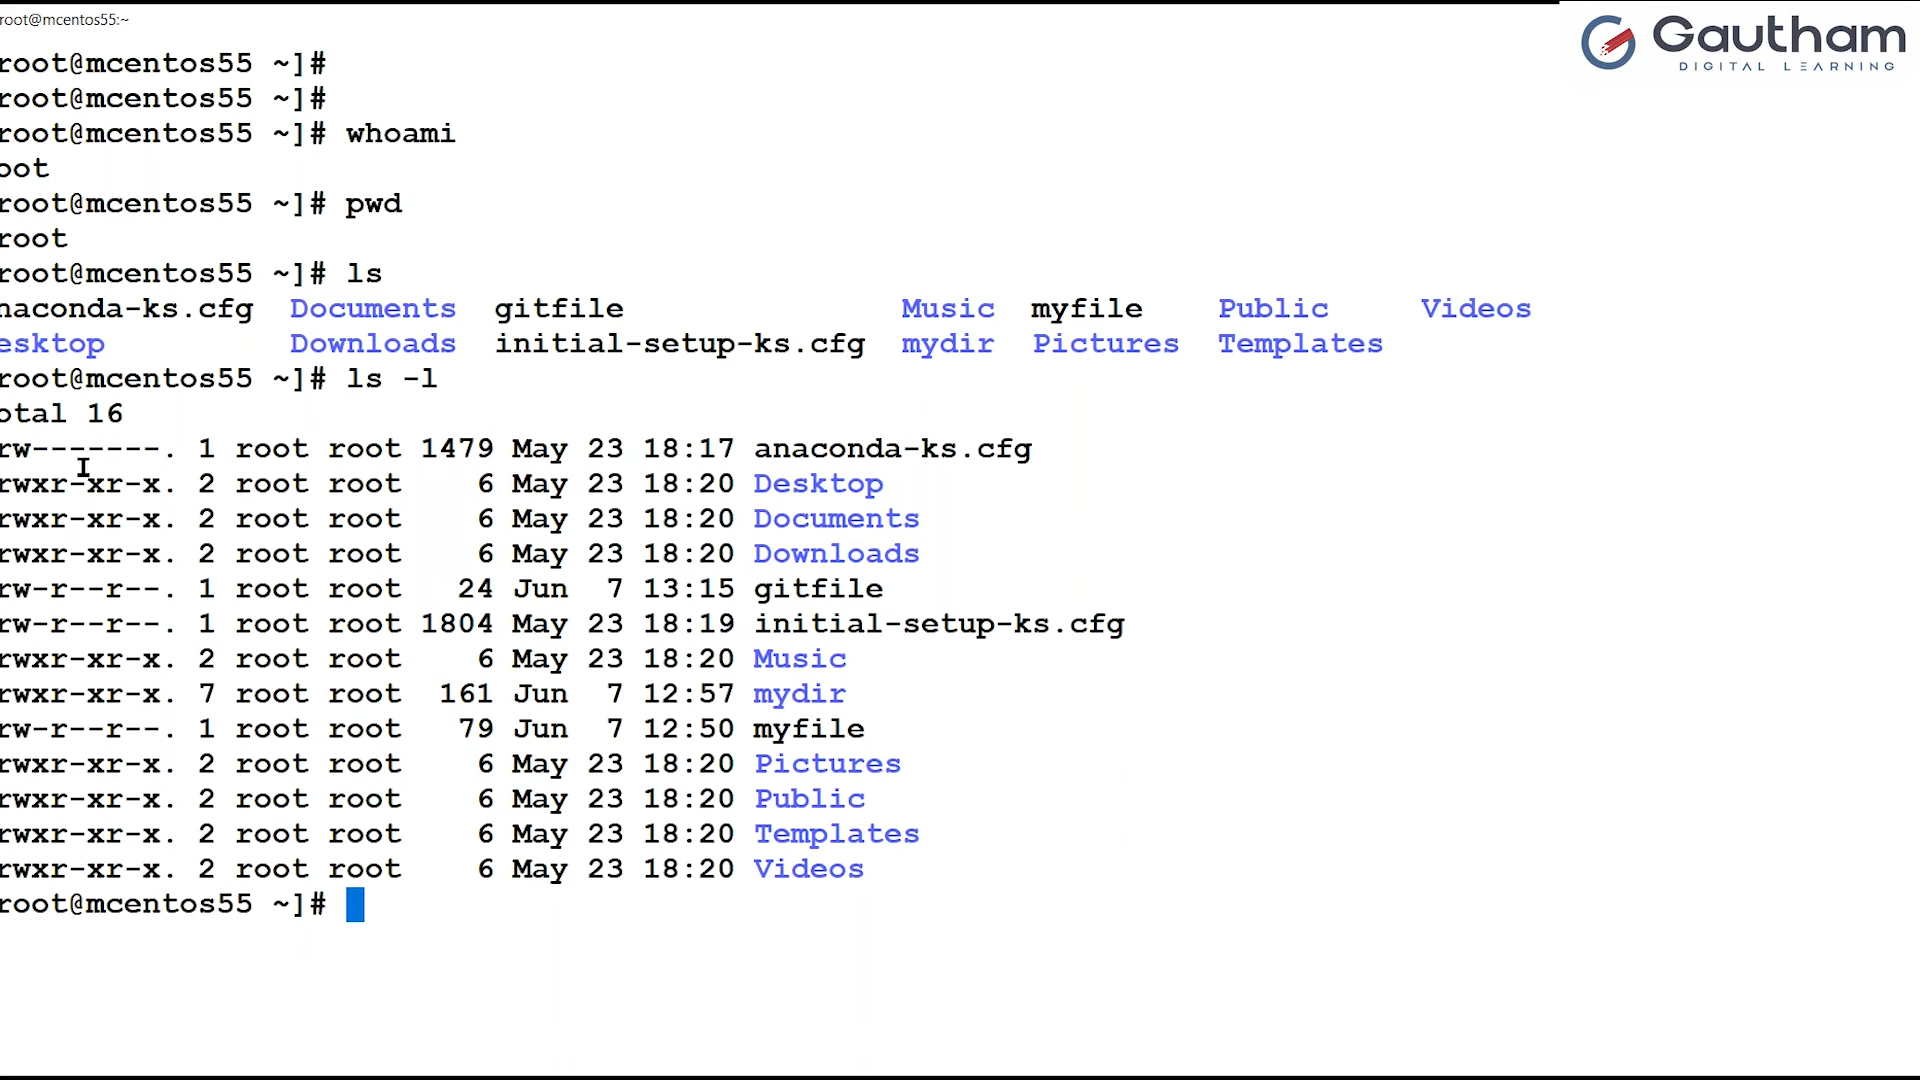 root@mcentos55:~
Gautham
DIGITAL LEARNING
root@mcentos55 ~]#
root@mcentos55 ~]#
root@mcentos55 ~]# whoami
oot
root@mcentos55 ~]# pwd
root
root@mcentos55 ~]# ls
naconda-ks.cfg Documents gitfile Music myfile Public Videos
esktop Downloads initial-setup-ks.cfg mydir Pictures Templates
root@mcentos55 ~]# ls -l
otal 16
rw-------. 1 root root 1479 May 23 18:17 anaconda-ks.cfg
rwxr-xr-x. 2 root root 6 May 23 18:20 Desktop
rwxr-xr-x. 2 root root 6 May 23 18:20 Documents
rwxr-xr-x. 2 root root 6 May 23 18:20 Downloads
rw-r--r--. 1 root root 24 Jun 7 13:15 gitfile
rw-r--r--. 1 root root 1804 May 23 18:19 initial-setup-ks.cfg
rwxr-xr-x. 2 root root 6 May 23 18:20 Music
rwxr-xr-x. 7 root root 161 Jun 7 12:57 mydir
rw-r--r--. 1 root root 79 Jun 7 12:50 myfile
rwxr-xr-x. 2 root root 6 May 23 18:20 Pictures
rwxr-xr-x. 2 root root 6 May 23 18:20 Public
rwxr-xr-x. 2 root root 6 May 23 18:20 Templates
rwxr-xr-x. 2 root root 6 May 23 18:20 Videos
root@mcentos55 ~]#